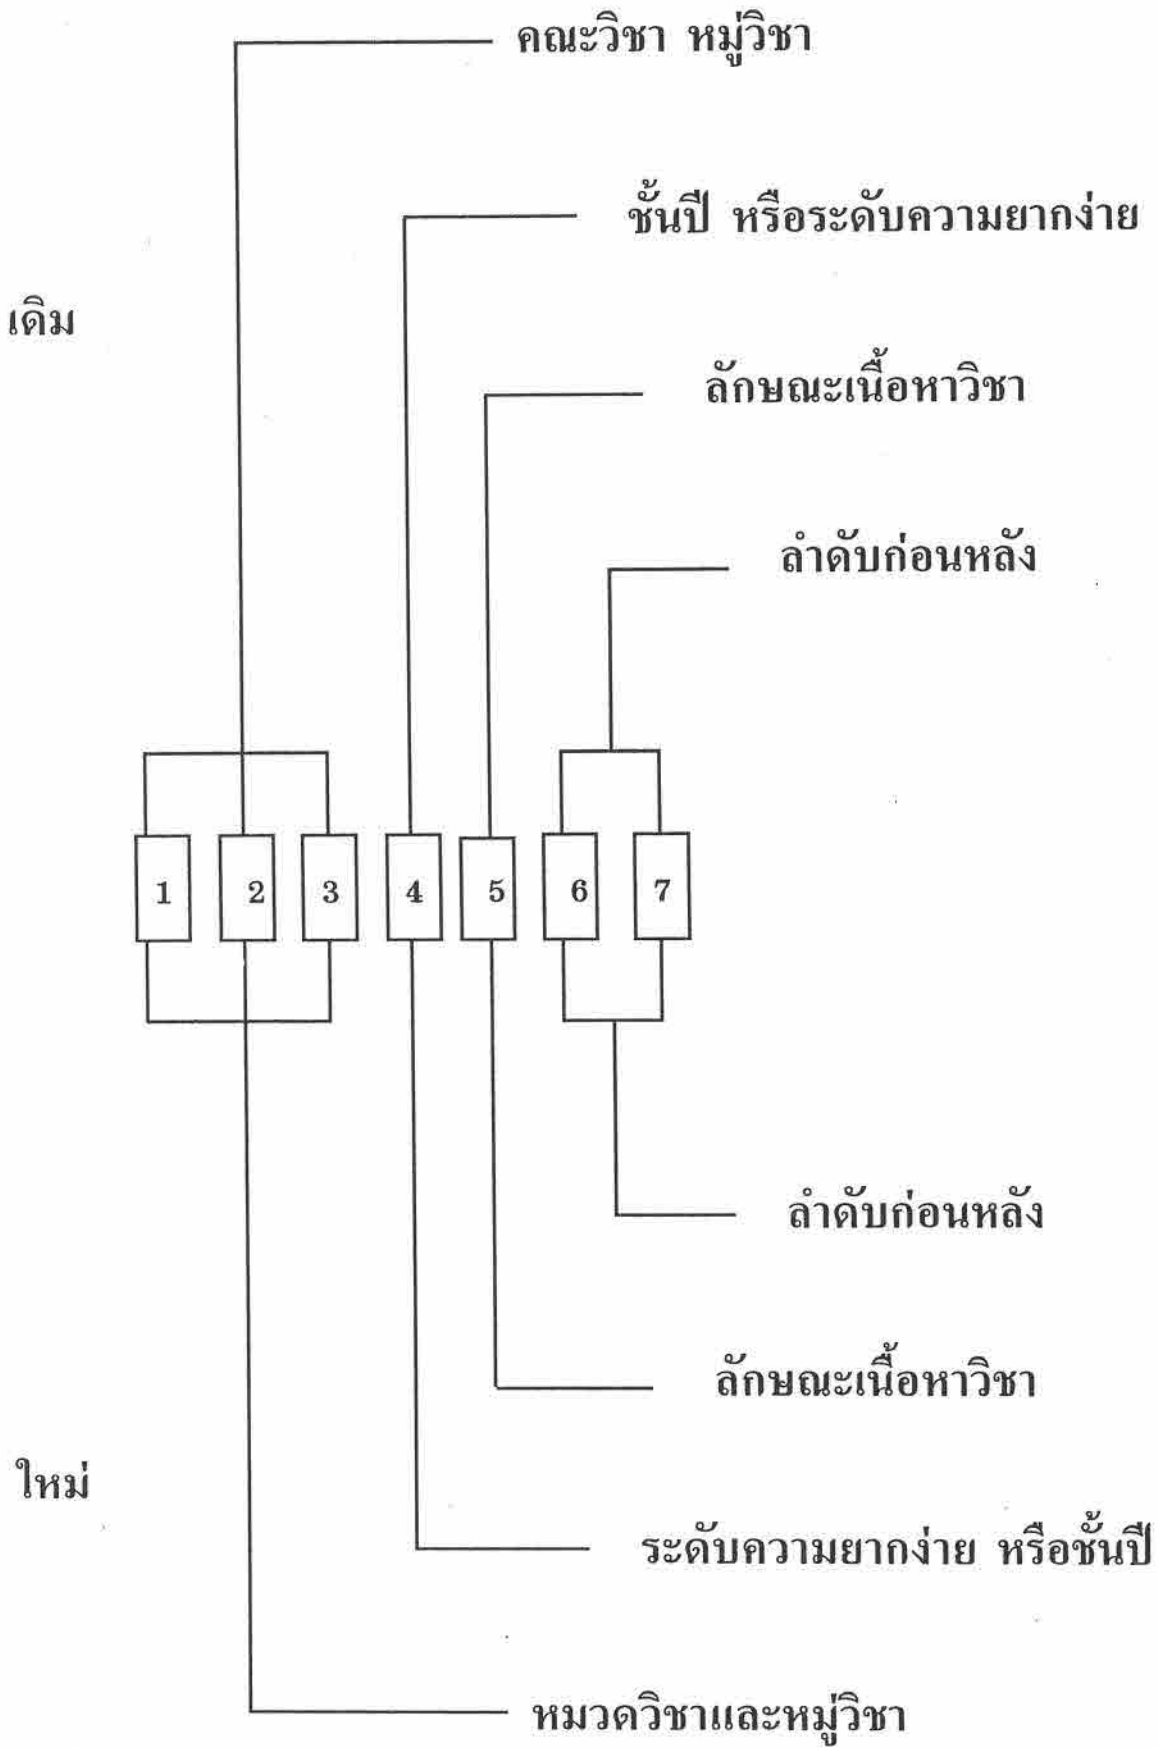 คณะวิชา หมู่วิชา
ชั้นปี หรือระดับความยากง่าย
เดิม
ลักษณะเนื้อหาวิชา
ลำดับก่อนหลัง
1 2 3 4 5 6 7
ลำดับก่อนหลัง
ลักษณะเนื้อหาวิชา
ใหม่
ระดับความยากง่าย หรือชั้นปี
หมวดวิชาและหมู่วิชา